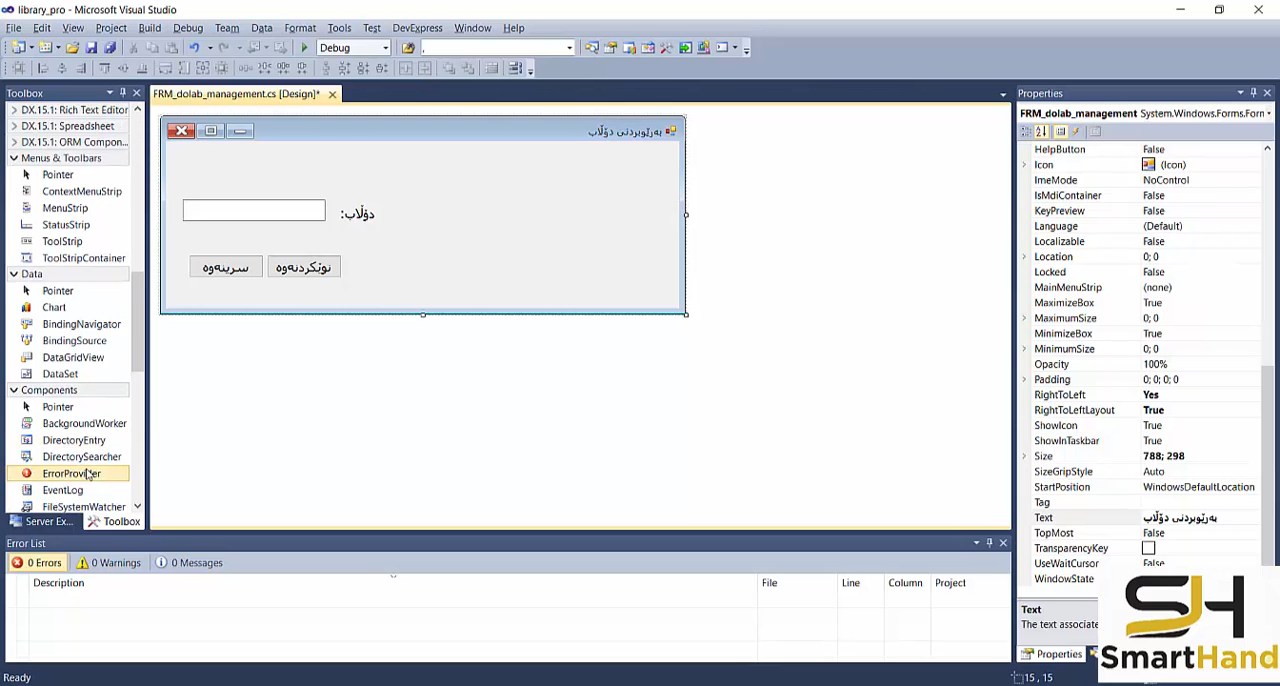 library_pro - Microsoft Visual Studio
File Edit View Project Build Debug Team Data Format Tools Test DevExpress Window Help
Debug ,
Toolbox
DX.15.1: Rich Text Editor
DX.15.1: Spreadsheet
DX.15.1: ORM Compon...
Menus & Toolbars
Pointer
ContextMenuStrip
MenuStrip
StatusStrip
ToolStrip
ToolStripContainer
Data
Pointer
Chart
BindingNavigator
BindingSource
DataGridView
DataSet
Components
Pointer
BackgroundWorker
DirectoryEntry
DirectorySearcher
ErrorProvider
EventLog
FileSystemWatcher
Server Ex... Toolbox
FRM_dolab_management.cs [Design]*
بەرێوبردنی دۆڵاب
دۆڵاب:
نوێکردنەوە سرینەوە
Properties
FRM_dolab_management System.Windows.Forms.Form
HelpButton False
Icon (Icon)
ImeMode NoControl
IsMdiContainer False
KeyPreview False
Language (Default)
Localizable False
Location 0; 0
Locked False
MainMenuStrip (none)
MaximizeBox True
MaximumSize 0; 0
MinimizeBox True
MinimumSize 0; 0
Opacity 100%
Padding 0; 0; 0; 0
RightToLeft Yes
RightToLeftLayout True
ShowIcon True
ShowInTaskbar True
Size 788; 298
SizeGripStyle Auto
StartPosition WindowsDefaultLocation
Tag
Text بەرێوبردنی دۆڵاب
TopMost False
TransparencyKey
UseWaitCursor False
WindowState
Text
The text associate
Properties
Error List
0 Errors 0 Warnings 0 Messages
Description File Line Column Project
Ready
15 , 15
SH
SmartHand